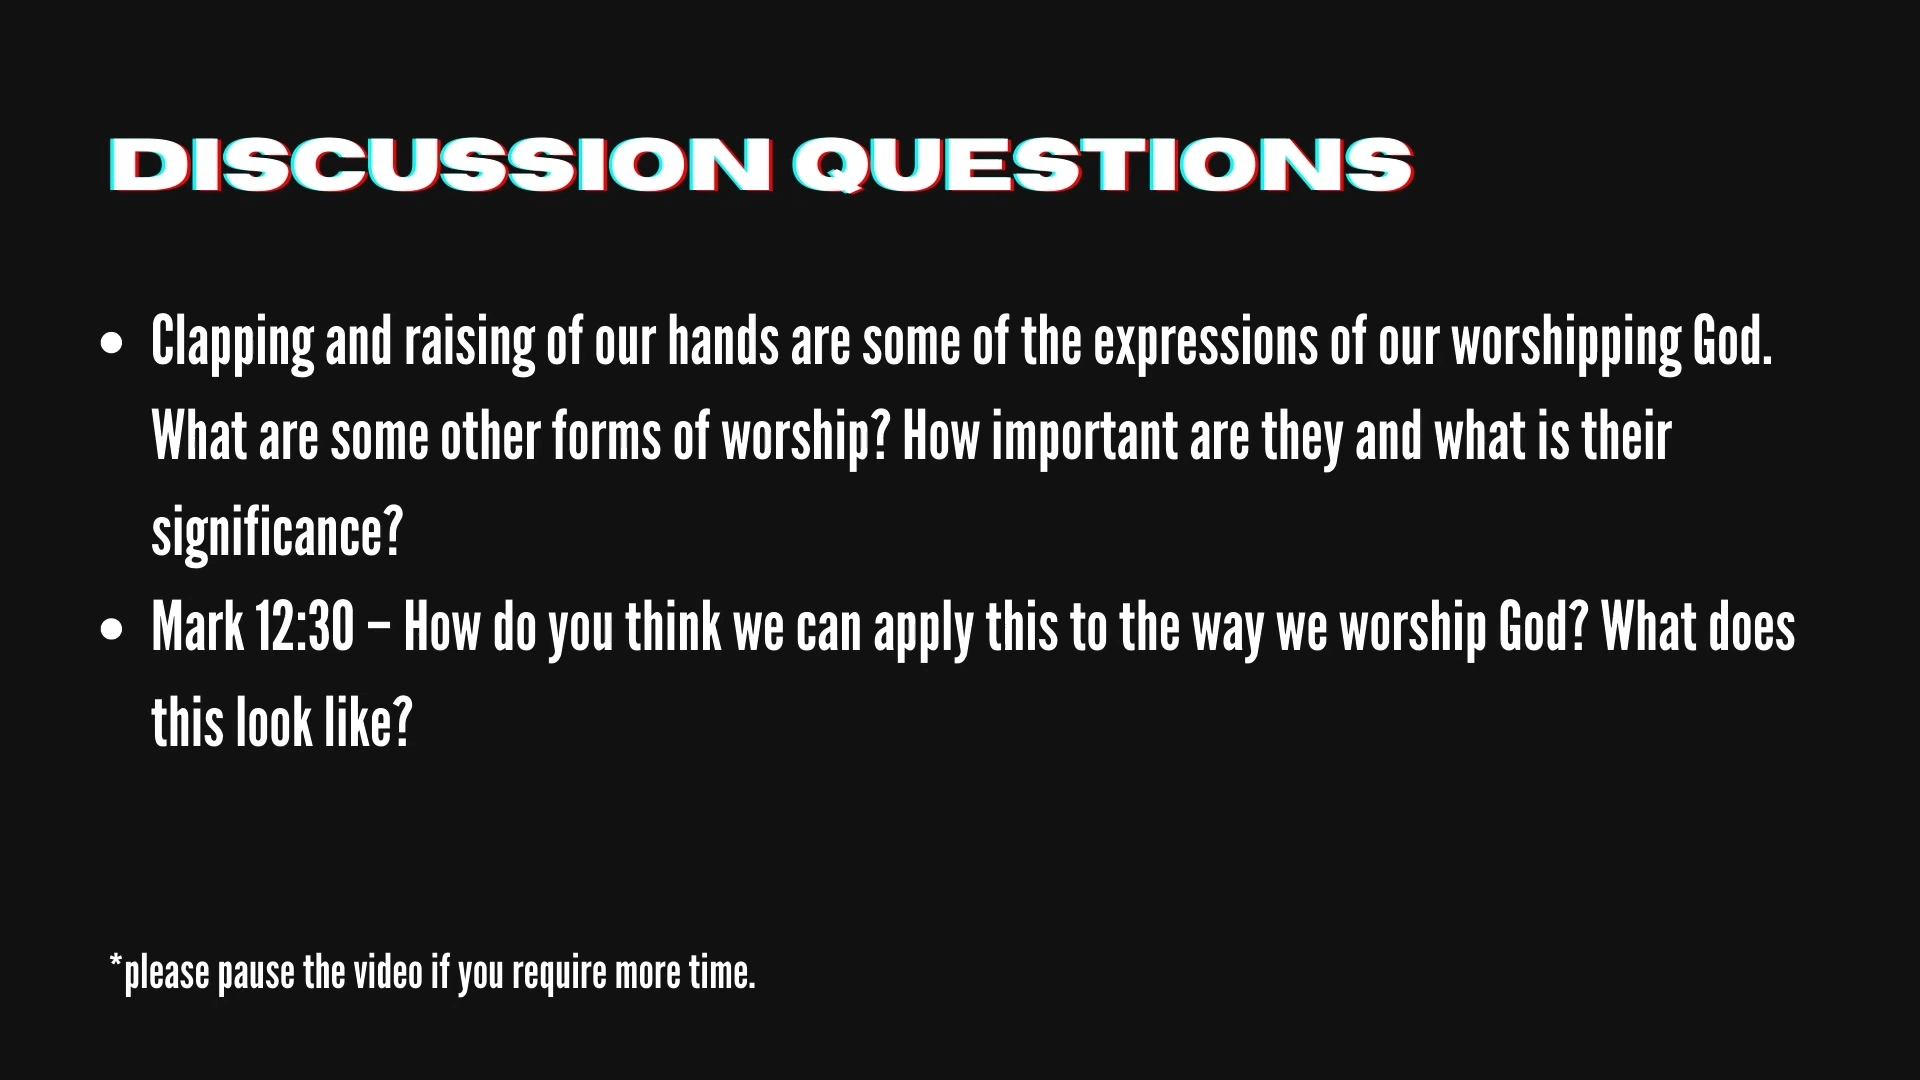 DISCUSSION QUESTIONS
• Clapping and raising of our hands are some of the expressions of our worshipping God.
What are some other forms of worship? How important are they and what is their
significance?
• Mark 12:30 – How do you think we can apply this to the way we worship God? What does
this look like?
*please pause the video if you require more time.